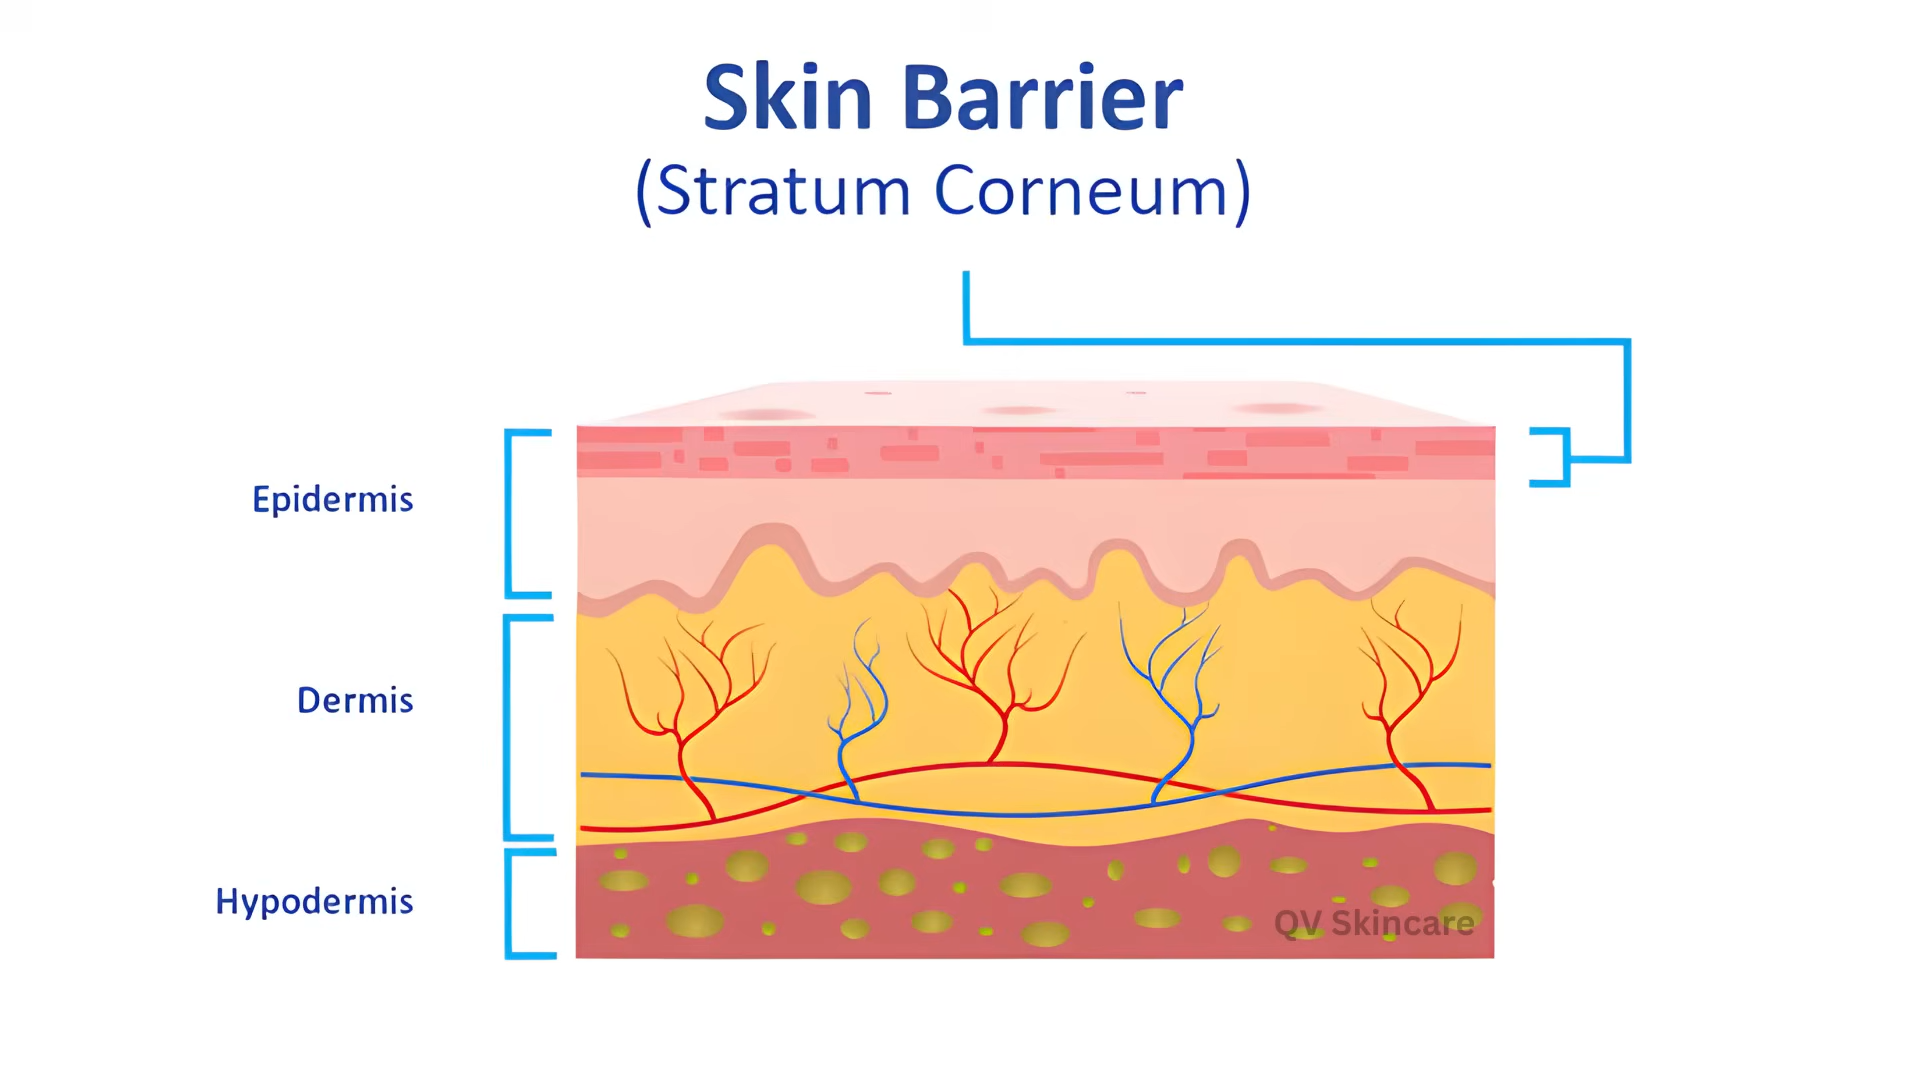 Skin Barrier
(Stratum Corneum)
Epidermis
Dermis
Hypodermis
QV Skincare